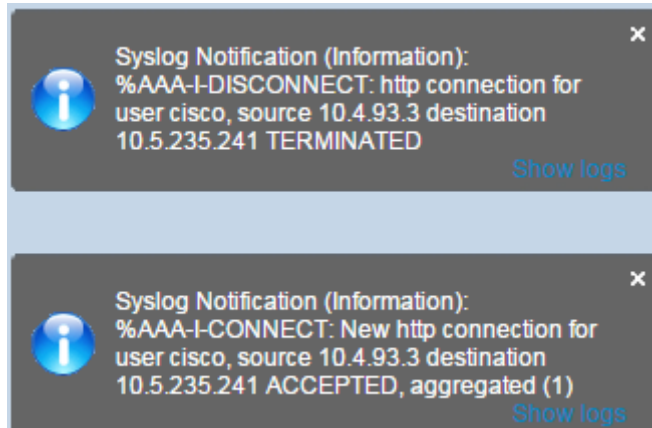 Syslog Notification (Information):
%AAA-I-DISCONNECT: http connection for
user cisco, source 10.4.93.3 destination
10.5.235.241 TERMINATED
Show logs
Syslog Notification (Information):
%AAA-I-CONNECT: New http connection for
user cisco, source 10.4.93.3 destination
10.5.235.241 ACCEPTED, aggregated (1)
Show logs